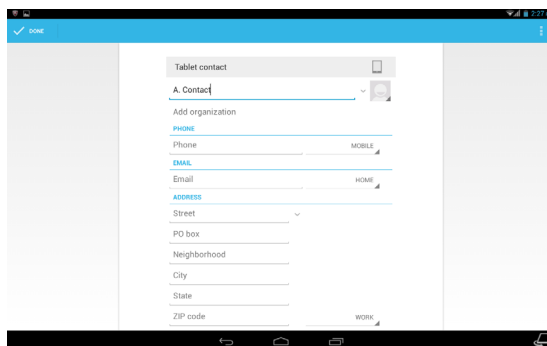 2:27
DONE
Tablet contact
A. Contact
Add organization
PHONE
Phone MOBILE
EMAIL
Email HOME
ADDRESS
Street
PO box
Neighborhood
City
State
ZIP code WORK